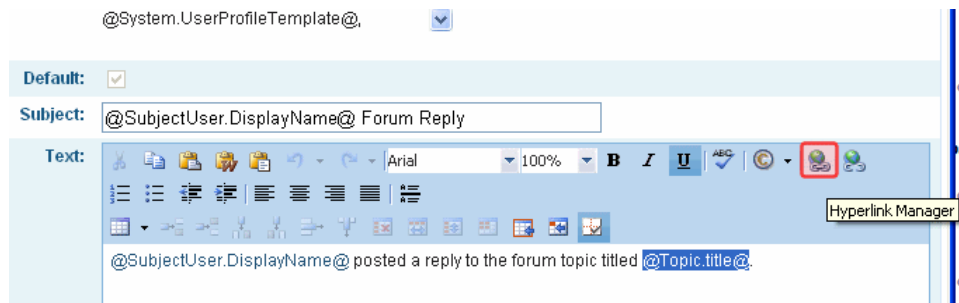 @System.UserProfileTemplate@,
Default:
Subject: @SubjectUser.DisplayName@ Forum Reply
Text: Arial 100% B I U ABC ©
Hyperlink Manager
@SubjectUser.DisplayName@ posted a reply to the forum topic titled @Topic.title@.